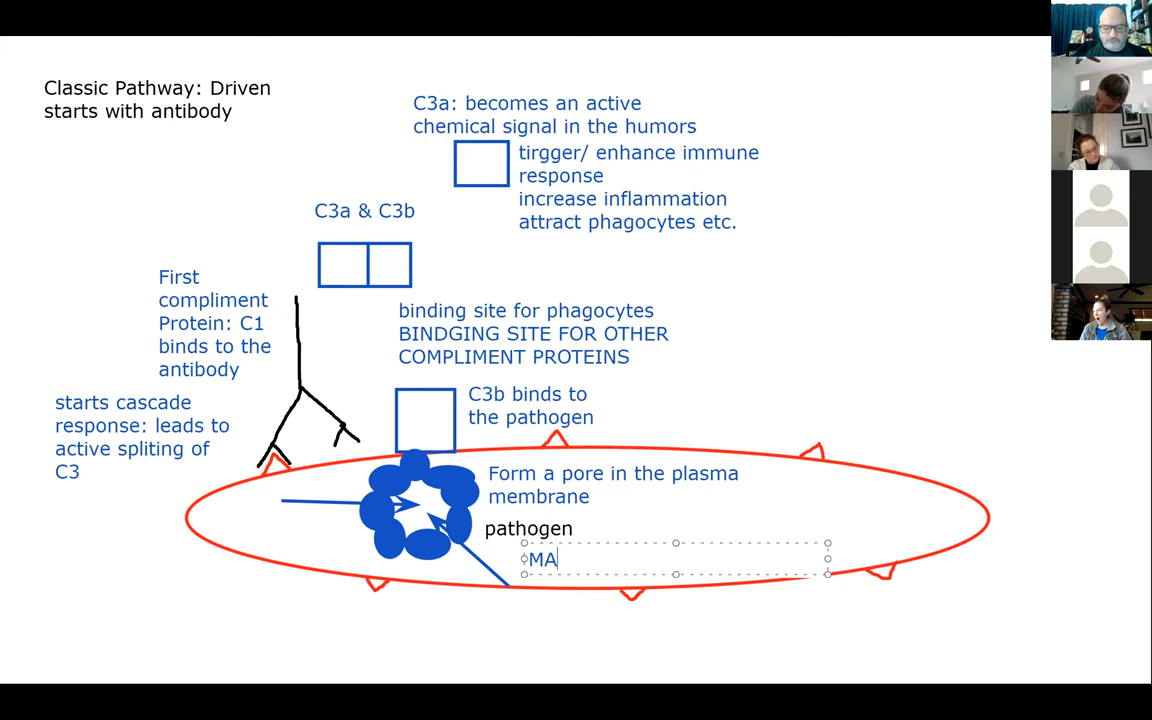 Classic Pathway: Driven
starts with antibody
C3a: becomes an active
chemical signal in the humors
tirgger/ enhance immune
response
increase inflammation
attract phagocytes etc.
C3a & C3b
First
compliment
Protein: C1
binds to the
antibody
binding site for phagocytes
BINDGING SITE FOR OTHER
COMPLIMENT PROTEINS
starts cascade
response: leads to
active spliting of
C3
C3b binds to
the pathogen
Form a pore in the plasma
membrane
pathogen
MA